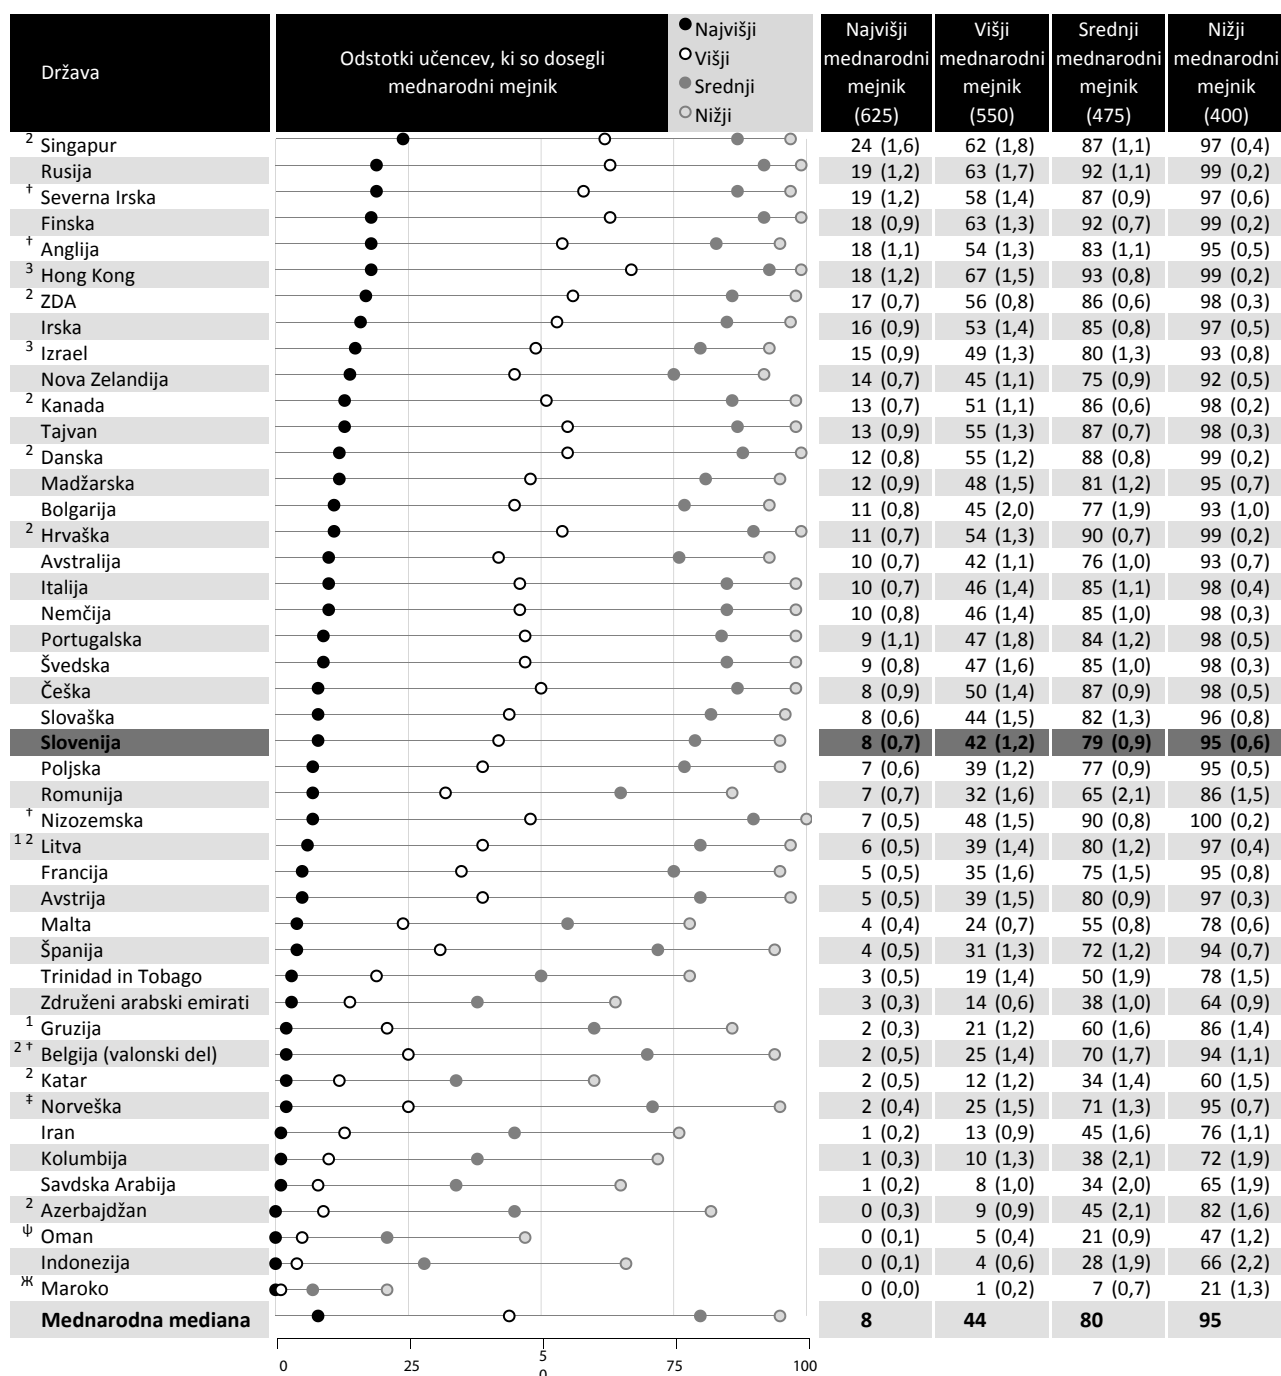 Država
Odstotki učencev, ki so dosegli
mednarodni mejnik
Najvišji
Višji
Srednji
Nižji
Najvišji mednarodni mejnik (625)
Višji mednarodni mejnik (550)
Srednji mednarodni mejnik (475)
Nižji mednarodni mejnik (400)
2 Singapur 24 (1,6) 62 (1,8) 87 (1,1) 97 (0,4)
Rusija 19 (1,2) 63 (1,7) 92 (1,1) 99 (0,2)
† Severna Irska 19 (1,2) 58 (1,4) 87 (0,9) 97 (0,6)
Finska 18 (0,9) 63 (1,3) 92 (0,7) 99 (0,2)
† Anglija 18 (1,1) 54 (1,3) 83 (1,1) 95 (0,5)
3 Hong Kong 18 (1,2) 67 (1,5) 93 (0,8) 99 (0,2)
2 ZDA 17 (0,7) 56 (0,8) 86 (0,6) 98 (0,3)
Irska 16 (0,9) 53 (1,4) 85 (0,8) 97 (0,5)
3 Izrael 15 (0,9) 49 (1,3) 80 (1,3) 93 (0,8)
Nova Zelandija 14 (0,7) 45 (1,1) 75 (0,9) 92 (0,5)
2 Kanada 13 (0,7) 51 (1,1) 86 (0,6) 98 (0,2)
Tajvan 13 (0,9) 55 (1,3) 87 (0,7) 98 (0,3)
2 Danska 12 (0,8) 55 (1,2) 88 (0,8) 99 (0,2)
Madžarska 12 (0,9) 48 (1,5) 81 (1,2) 95 (0,7)
Bolgarija 11 (0,8) 45 (2,0) 77 (1,9) 93 (1,0)
2 Hrvaška 11 (0,7) 54 (1,3) 90 (0,7) 99 (0,2)
Avstralija 10 (0,7) 42 (1,1) 76 (1,0) 93 (0,7)
Italija 10 (0,7) 46 (1,4) 85 (1,1) 98 (0,4)
Nemčija 10 (0,8) 46 (1,4) 85 (1,0) 98 (0,3)
Portugalska 9 (1,1) 47 (1,8) 84 (1,2) 98 (0,5)
Švedska 9 (0,8) 47 (1,6) 85 (1,0) 98 (0,3)
Češka 8 (0,9) 50 (1,4) 87 (0,9) 98 (0,5)
Slovaška 8 (0,6) 44 (1,5) 82 (1,3) 96 (0,8)
Slovenija 8 (0,7) 42 (1,2) 79 (0,9) 95 (0,6)
Poljska 7 (0,6) 39 (1,2) 77 (0,9) 95 (0,5)
Romunija 7 (0,7) 32 (1,6) 65 (2,1) 86 (1,5)
† Nizozemska 7 (0,5) 48 (1,5) 90 (0,8) 100 (0,2)
1 2 Litva 6 (0,5) 39 (1,4) 80 (1,2) 97 (0,4)
Francija 5 (0,5) 35 (1,6) 75 (1,5) 95 (0,8)
Avstrija 5 (0,5) 39 (1,5) 80 (0,9) 97 (0,3)
Malta 4 (0,4) 24 (0,7) 55 (0,8) 78 (0,6)
Španija 4 (0,5) 31 (1,3) 72 (1,2) 94 (0,7)
Trinidad in Tobago 3 (0,5) 19 (1,4) 50 (1,9) 78 (1,5)
Združeni arabski emirati 3 (0,3) 14 (0,6) 38 (1,0) 64 (0,9)
1 Gruzija 2 (0,3) 21 (1,2) 60 (1,6) 86 (1,4)
2 † Belgija (valonski del) 2 (0,5) 25 (1,4) 70 (1,7) 94 (1,1)
2 Katar 2 (0,5) 12 (1,2) 34 (1,4) 60 (1,5)
‡ Norveška 2 (0,4) 25 (1,5) 71 (1,3) 95 (0,7)
Iran 1 (0,2) 13 (0,9) 45 (1,6) 76 (1,1)
Kolumbija 1 (0,3) 10 (1,3) 38 (2,1) 72 (1,9)
Savdska Arabija 1 (0,2) 8 (1,0) 34 (2,0) 65 (1,9)
2 Azerbajdžan 0 (0,3) 9 (0,9) 45 (2,1) 82 (1,6)
ψ Oman 0 (0,1) 5 (0,4) 21 (0,9) 47 (1,2)
Indonezija 0 (0,1) 4 (0,6) 28 (1,9) 66 (2,2)
Ж Maroko 0 (0,0) 1 (0,2) 7 (0,7) 21 (1,3)
Mednarodna mediana 8 44 80 95
0 25 50 75 100